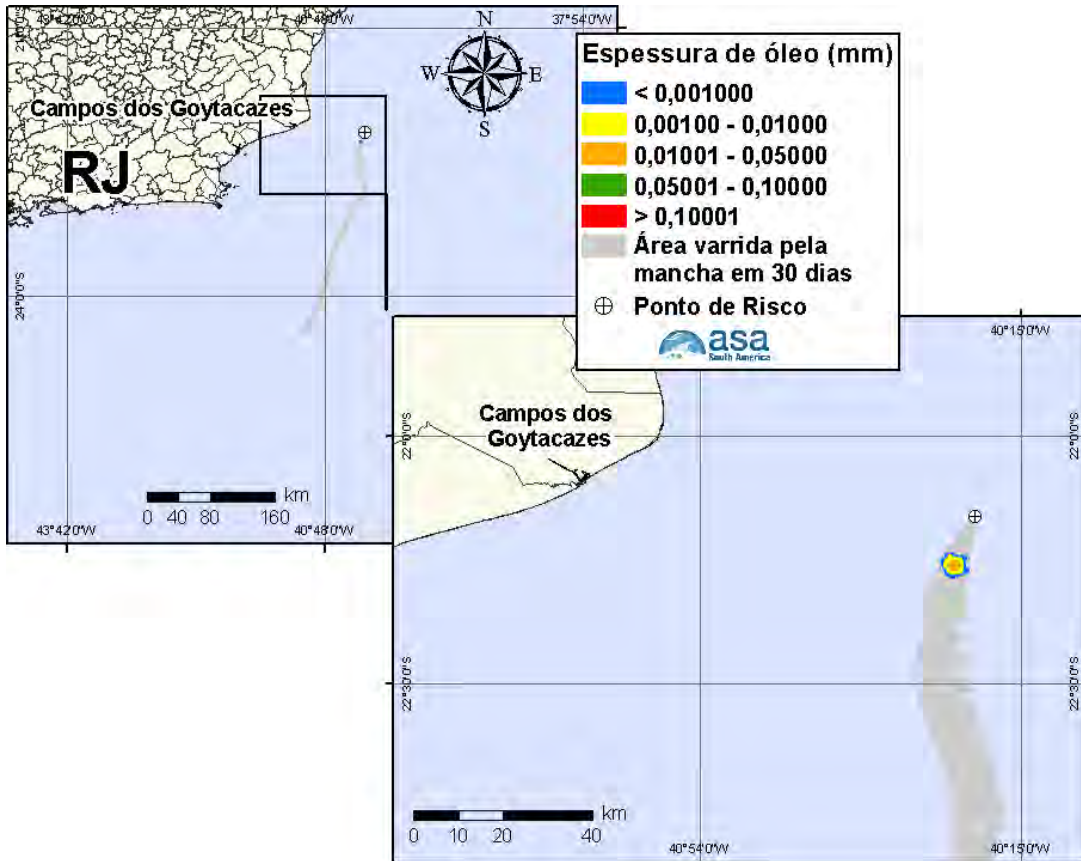 43°42'0"W
40°48'0"W
37°54'0"W
N
W
E
S
Campos dos Goytacazes
RJ
24°0'0"S
km
0 40 80 160
43°42'0"W
40°48'0"W
Espessura de óleo (mm)
< 0,001000
0,00100 - 0,01000
0,01001 - 0,05000
0,05001 - 0,10000
> 0,10001
Área varrida pela
mancha em 30 dias
Ponto de Risco
asa
South America
40°15'0"W
Campos dos
Goytacazes
22°0'0"S
22°0'0"S
22°30'0"S
22°30'0"S
km
0 10 20 40
40°54'0"W
40°15'0"W